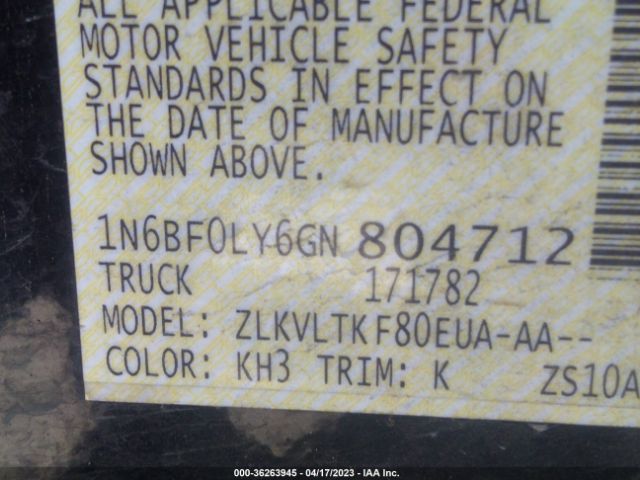 ALL APPLICABLE FEDERAL
MOTOR VEHICLE SAFETY
STANDARDS IN EFFECT ON
THE DATE OF MANUFACTURE
SHOWN ABOVE.
1N6BF0LY6GN 804712
TRUCK 171782
MODEL: ZLKVLTKF80EUA-AA--
COLOR: KH3 TRIM: K ZS10A
000-36263945 - 04/17/2023 - IAA Inc.